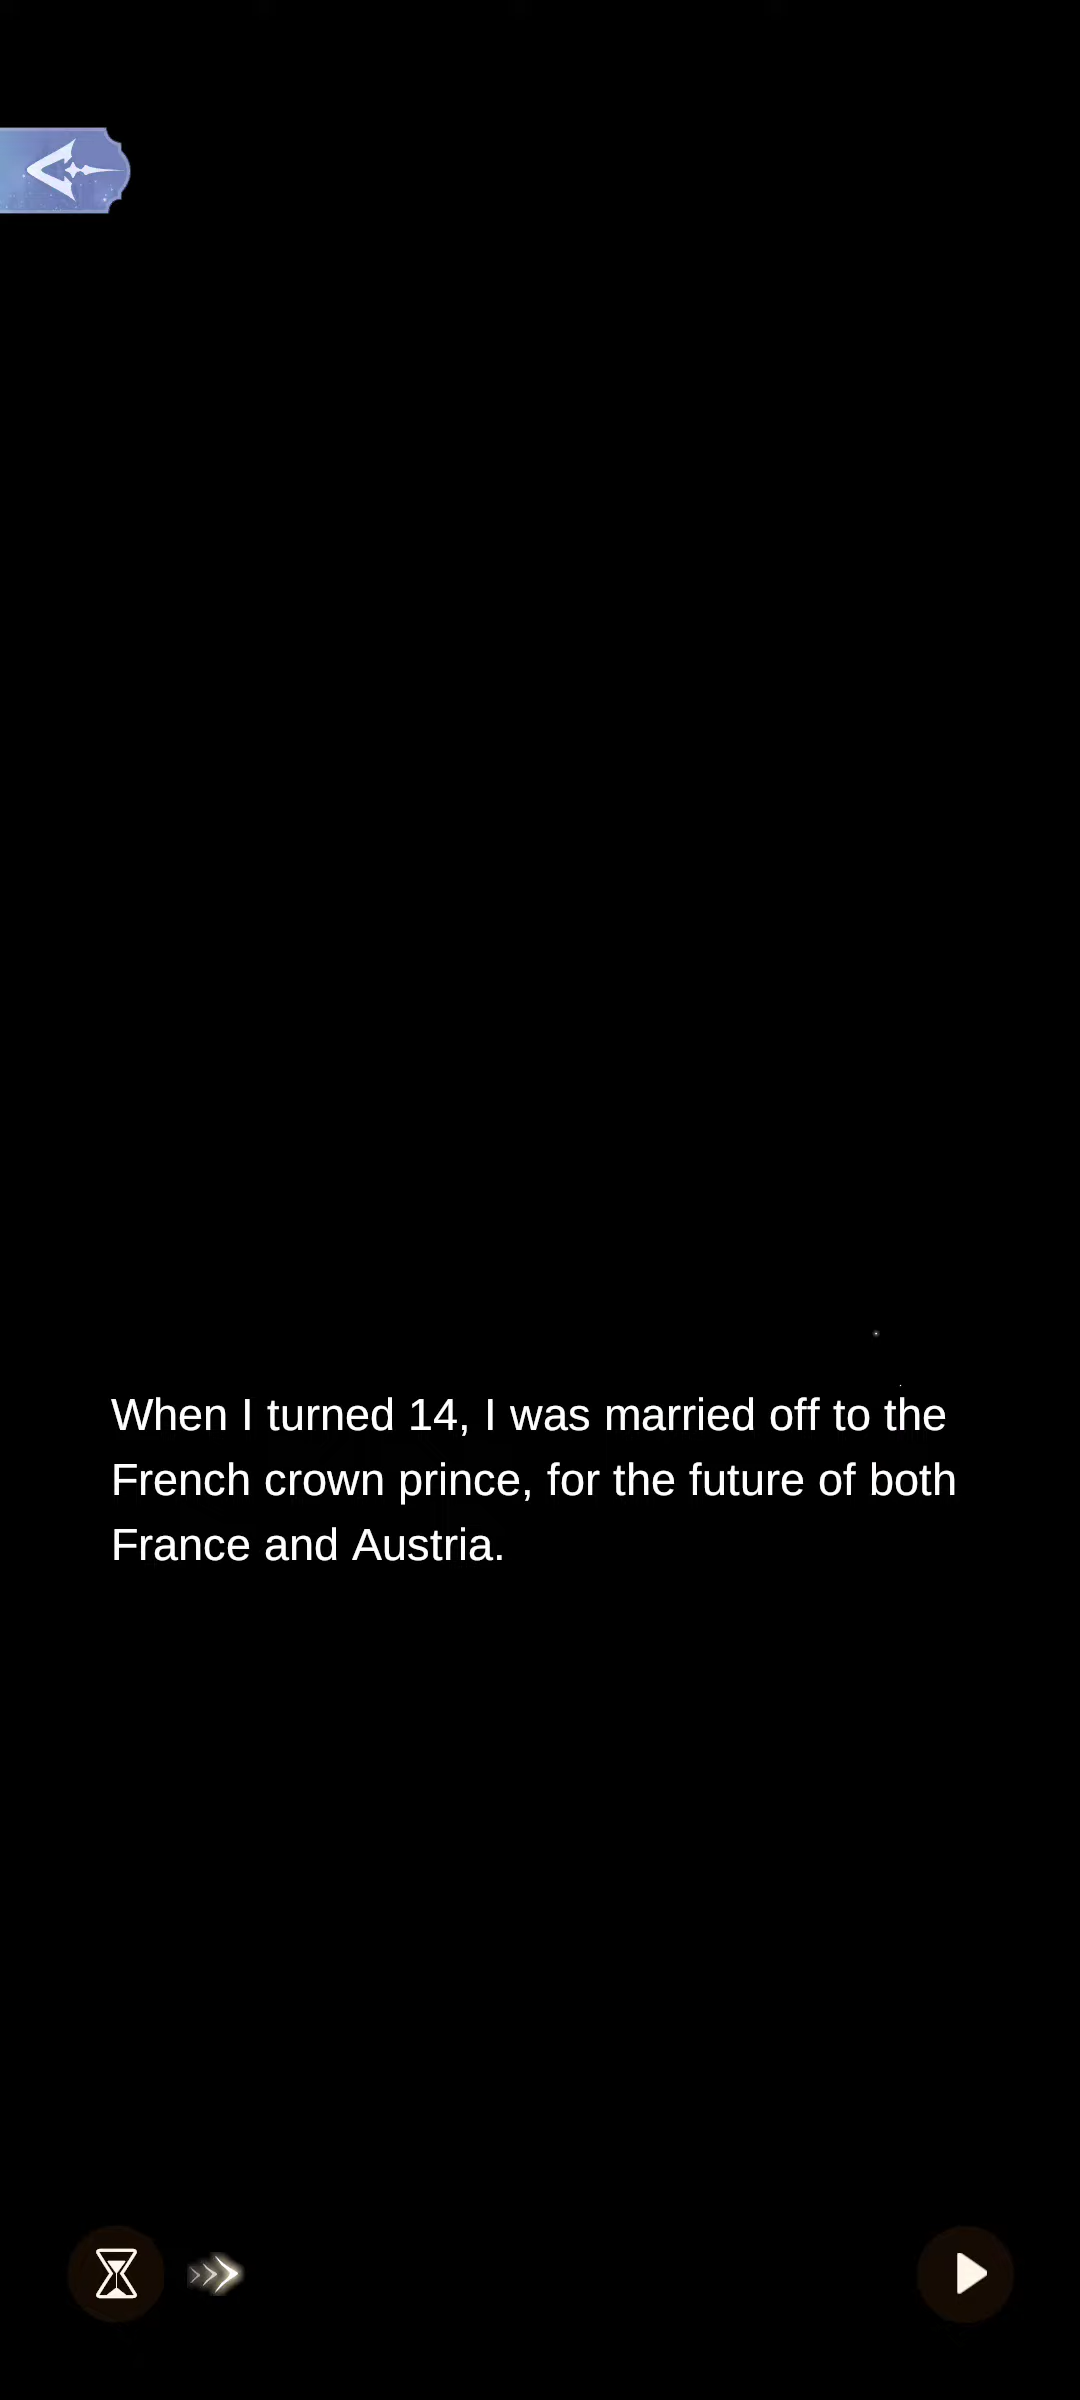 When I turned 14, I was married off to the
French crown prince, for the future of both
France and Austria.